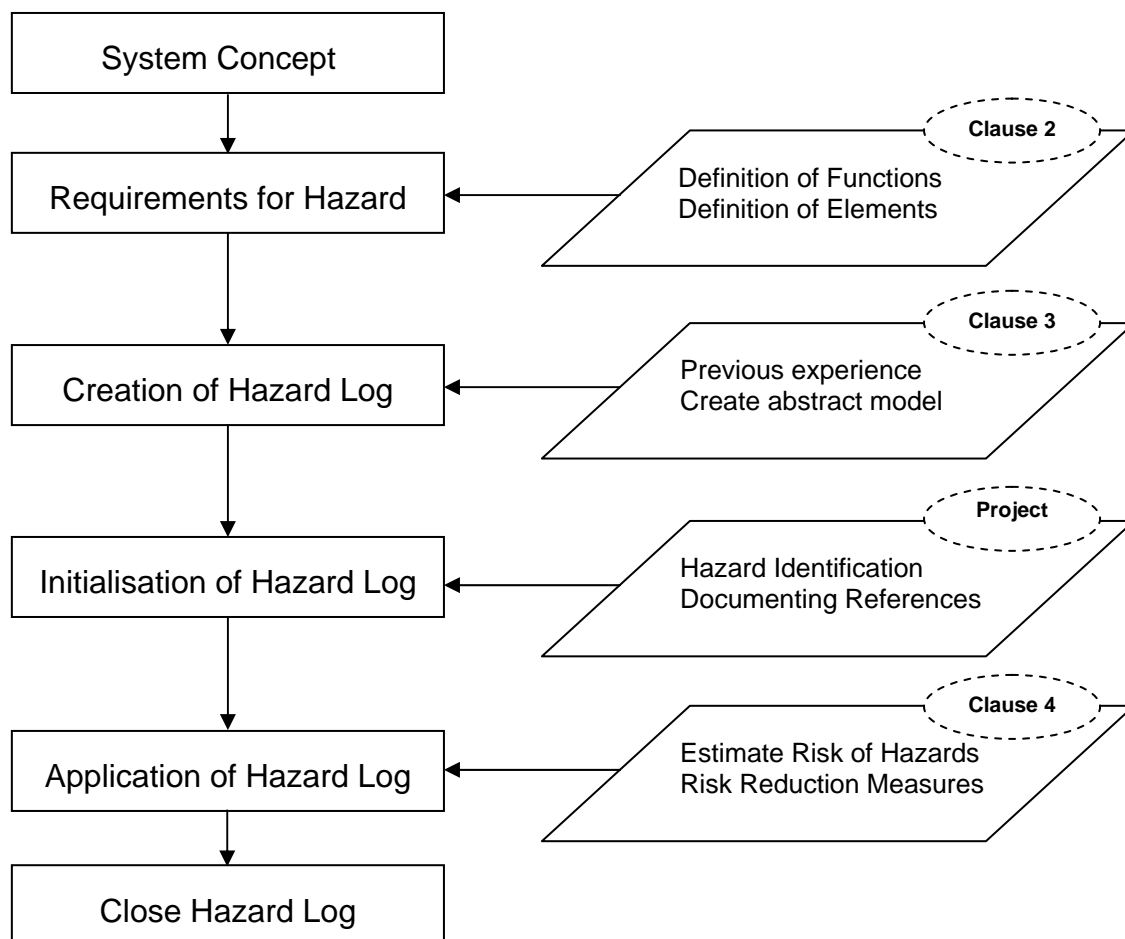 System Concept
Clause 2
Requirements for Hazard
Definition of Functions
Definition of Elements
Clause 3
Creation of Hazard Log
Previous experience
Create abstract model
Project
Initialisation of Hazard Log
Hazard Identification
Documenting References
Clause 4
Application of Hazard Log
Estimate Risk of Hazards
Risk Reduction Measures
Close Hazard Log